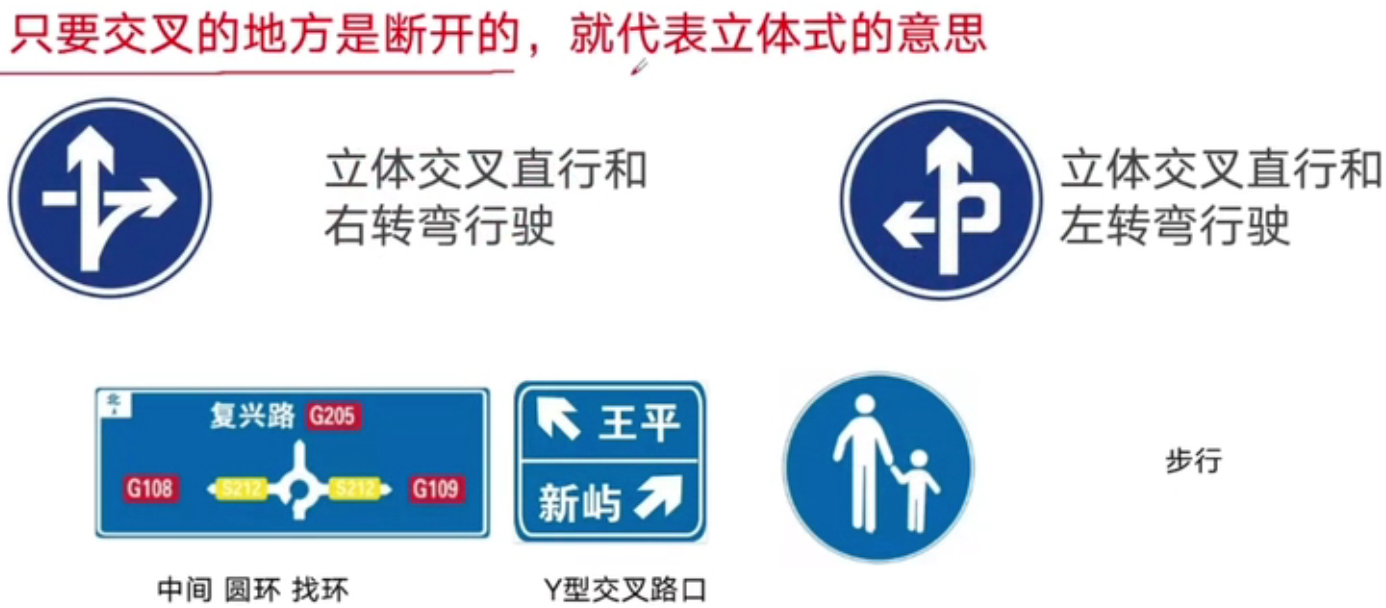 只要交叉的地方是断开的，就代表立体式的意思
立体交叉直行和
右转弯行驶
立体交叉直行和
左转弯行驶
北
复兴路 G205
G108 S212 S212 G109
王平
新屿
步行
中间 圆环 找环
Y型交叉路口